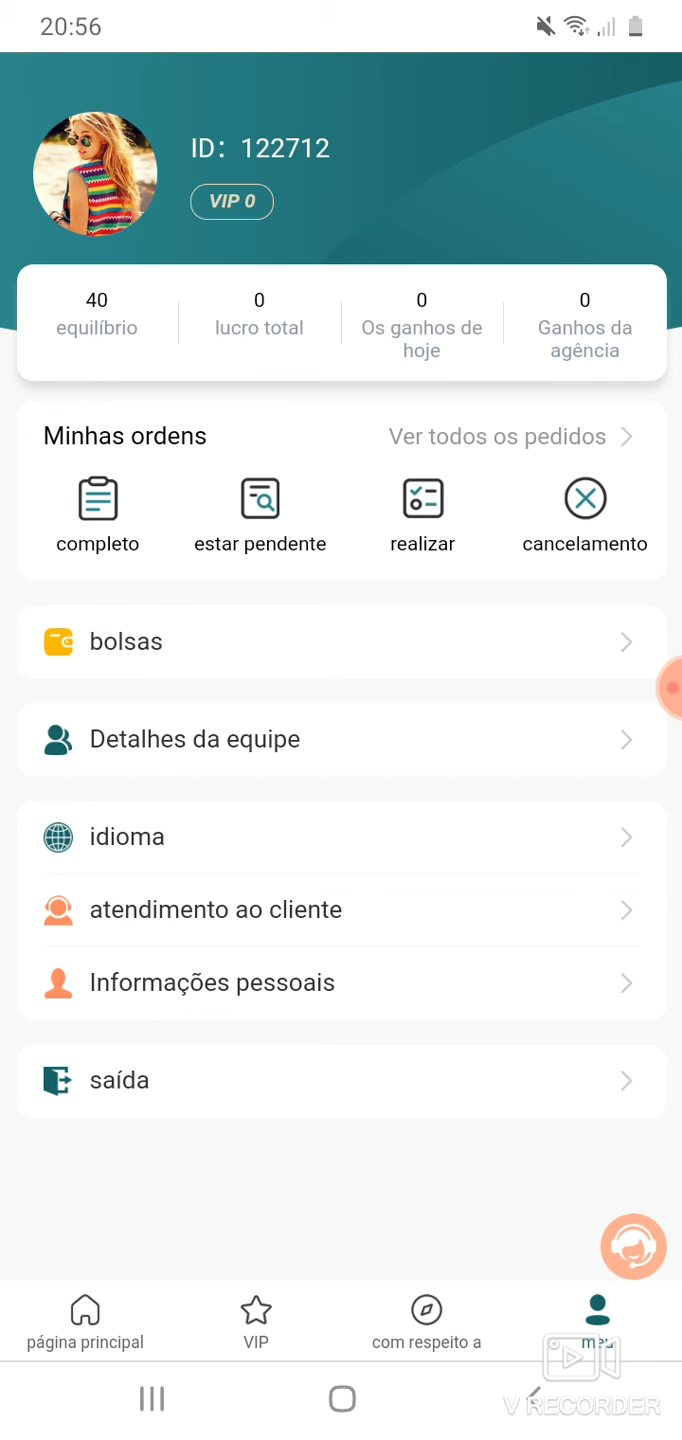 20:56
ID: 122712
VIP 0
40
equilíbrio
0
lucro total
0
Os ganhos de
hoje
0
Ganhos da
agência
Minhas ordens
Ver todos os pedidos
completo
estar pendente
realizar
cancelamento
bolsas
Detalhes da equipe
idioma
atendimento ao cliente
Informações pessoais
saída
página principal
VIP
com respeito a
meu
V RECORDER